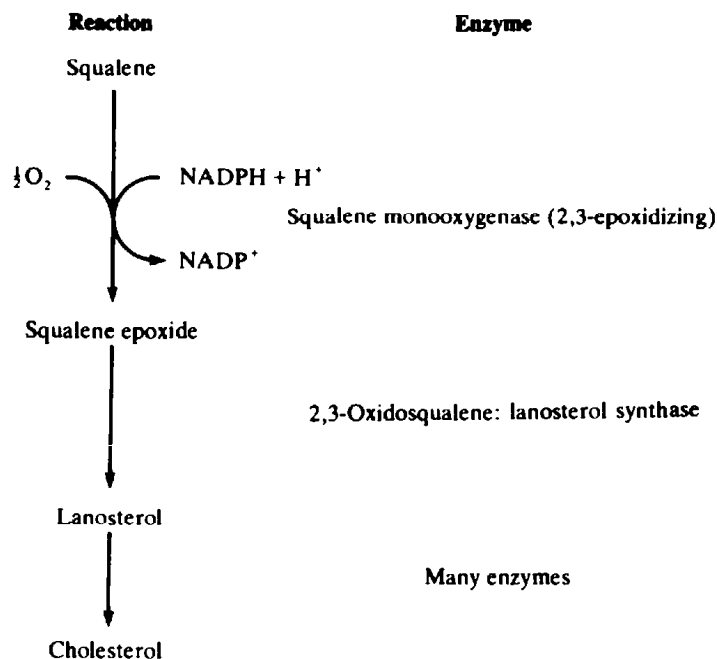 Reaction Enzyme
Squalene
½O₂ NADPH + H⁺
Squalene monooxygenase (2,3-epoxidizing)
NADP⁺
Squalene epoxide
2,3-Oxidosqualene: lanosterol synthase
Lanosterol
Many enzymes
Cholesterol